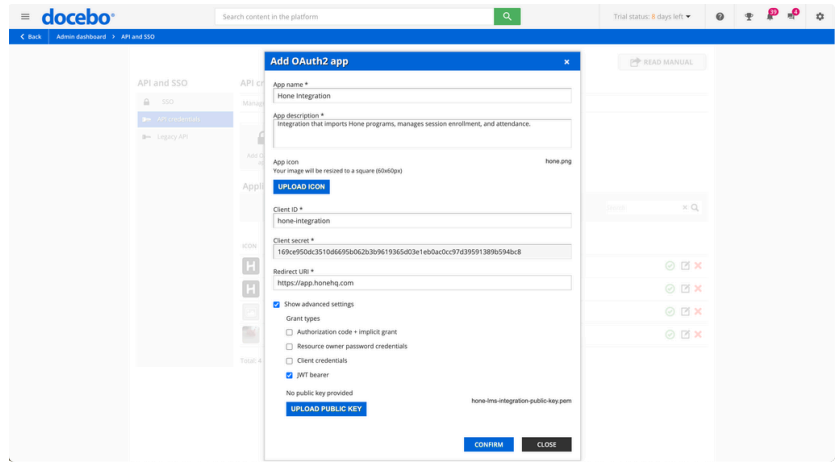 docebo
Search content in the platform
Trial status: 8 days left
39
4
Back Admin dashboard > API and SSO
Add OAuth2 app ×
READ MANUAL
API and SSO
SSO
API credentials
Legacy API
App name *
Hone Integration
App description *
Integration that imports Hone programs, manages session enrollment, and attendance.
App icon
hone.png
Your image will be resized to a square (60x60px)
UPLOAD ICON
Client ID *
hone-integration
Client secret *
169ce950dc3510d6695b062b3b9619365d03e1eb0ac0cc97d39591389b594bc8
ICON
Redirect URI *
https://app.honehq.com
Show advanced settings
Grant types
Authorization code + implicit grant
Resource owner password credentials
Client credentials
JWT bearer
Total: 4
No public key provided
hone-lms-integration-public-key.pem
UPLOAD PUBLIC KEY
CONFIRM
CLOSE